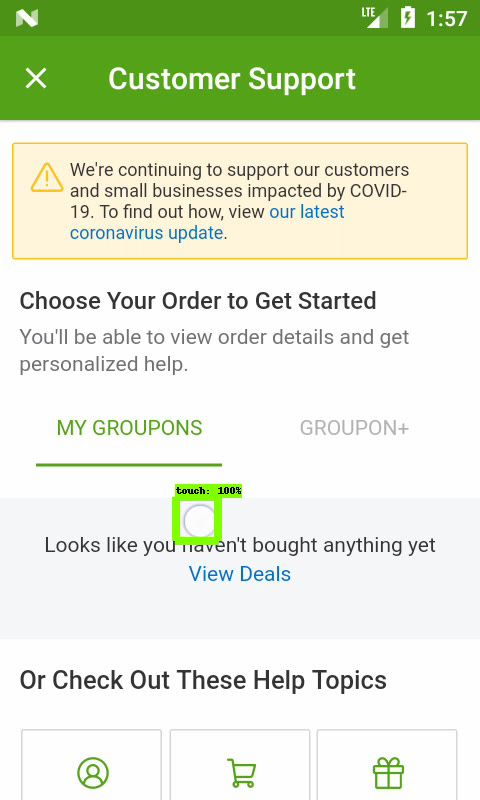 LTE 1:57
Customer Support
We're continuing to support our customers
and small businesses impacted by COVID-
19. To find out how, view our latest
coronavirus update.
Choose Your Order to Get Started
You'll be able to view order details and get
personalized help.
MY GROUPONS GROUPON+
touch: 100%
Looks like you haven't bought anything yet
View Deals
Or Check Out These Help Topics